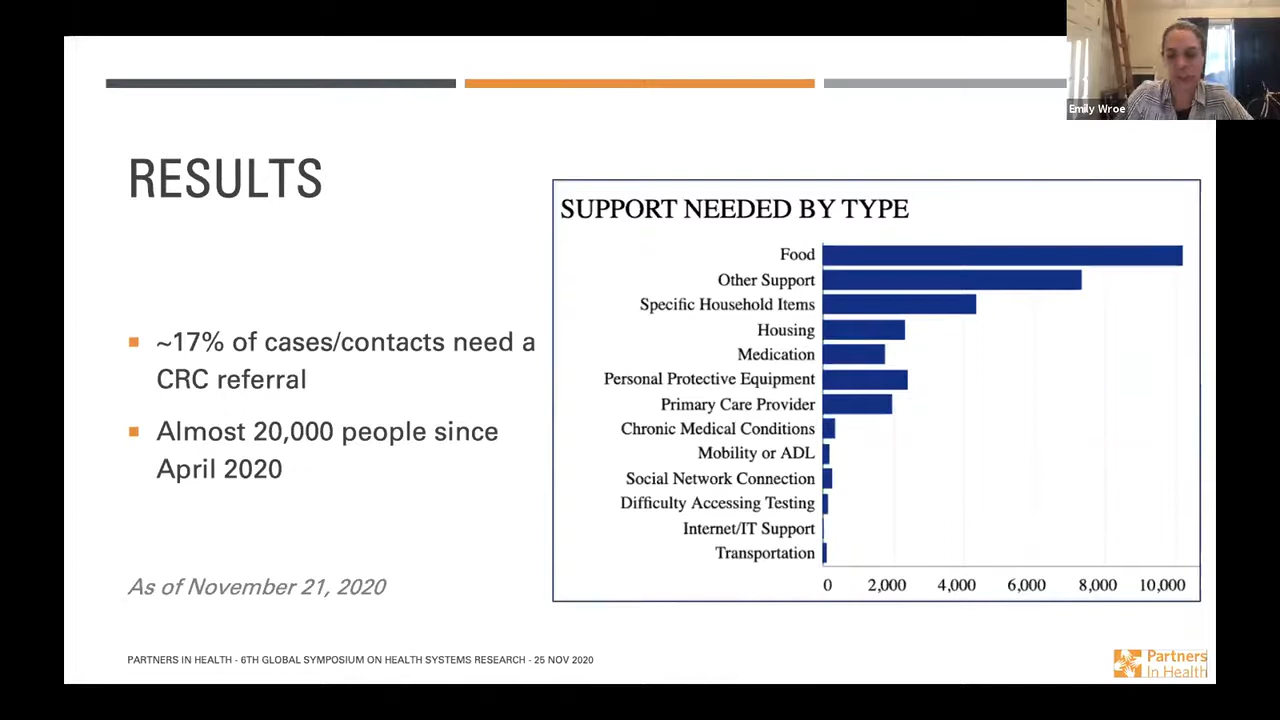 Emily Wroe
RESULTS
~17% of cases/contacts need a
CRC referral
Almost 20,000 people since
April 2020
As of November 21, 2020
SUPPORT NEEDED BY TYPE
Food
Other Support
Specific Household Items
Housing
Medication
Personal Protective Equipment
Primary Care Provider
Chronic Medical Conditions
Mobility or ADL
Social Network Connection
Difficulty Accessing Testing
Internet/IT Support
Transportation
0 2,000 4,000 6,000 8,000 10,000
PARTNERS IN HEALTH - 6TH GLOBAL SYMPOSIUM ON HEALTH SYSTEMS RESEARCH - 25 NOV 2020
Partners
In Health